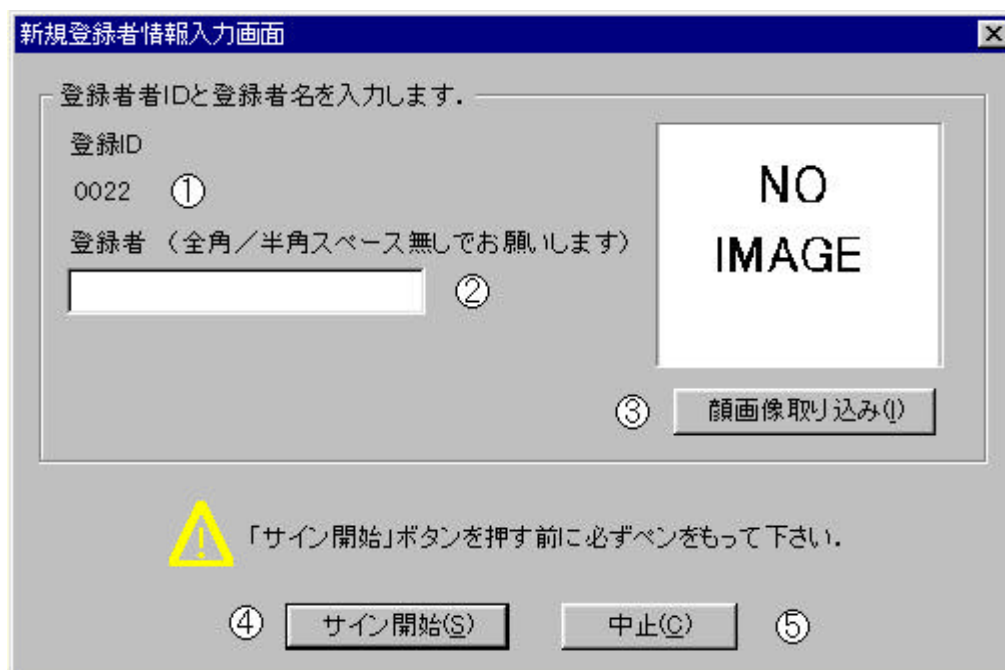 新規登録者情報入力画面
登録者者IDと登録者名を入力します.
登録ID
0022 ①
登録者 (全角/半角スペース無しでお願いします)
②
NO
IMAGE
③ 顔画像取り込み(I)
「サイン開始」ボタンを押す前に必ずペンをもって下さい.
④ サイン開始(S) 中止(C) ⑤